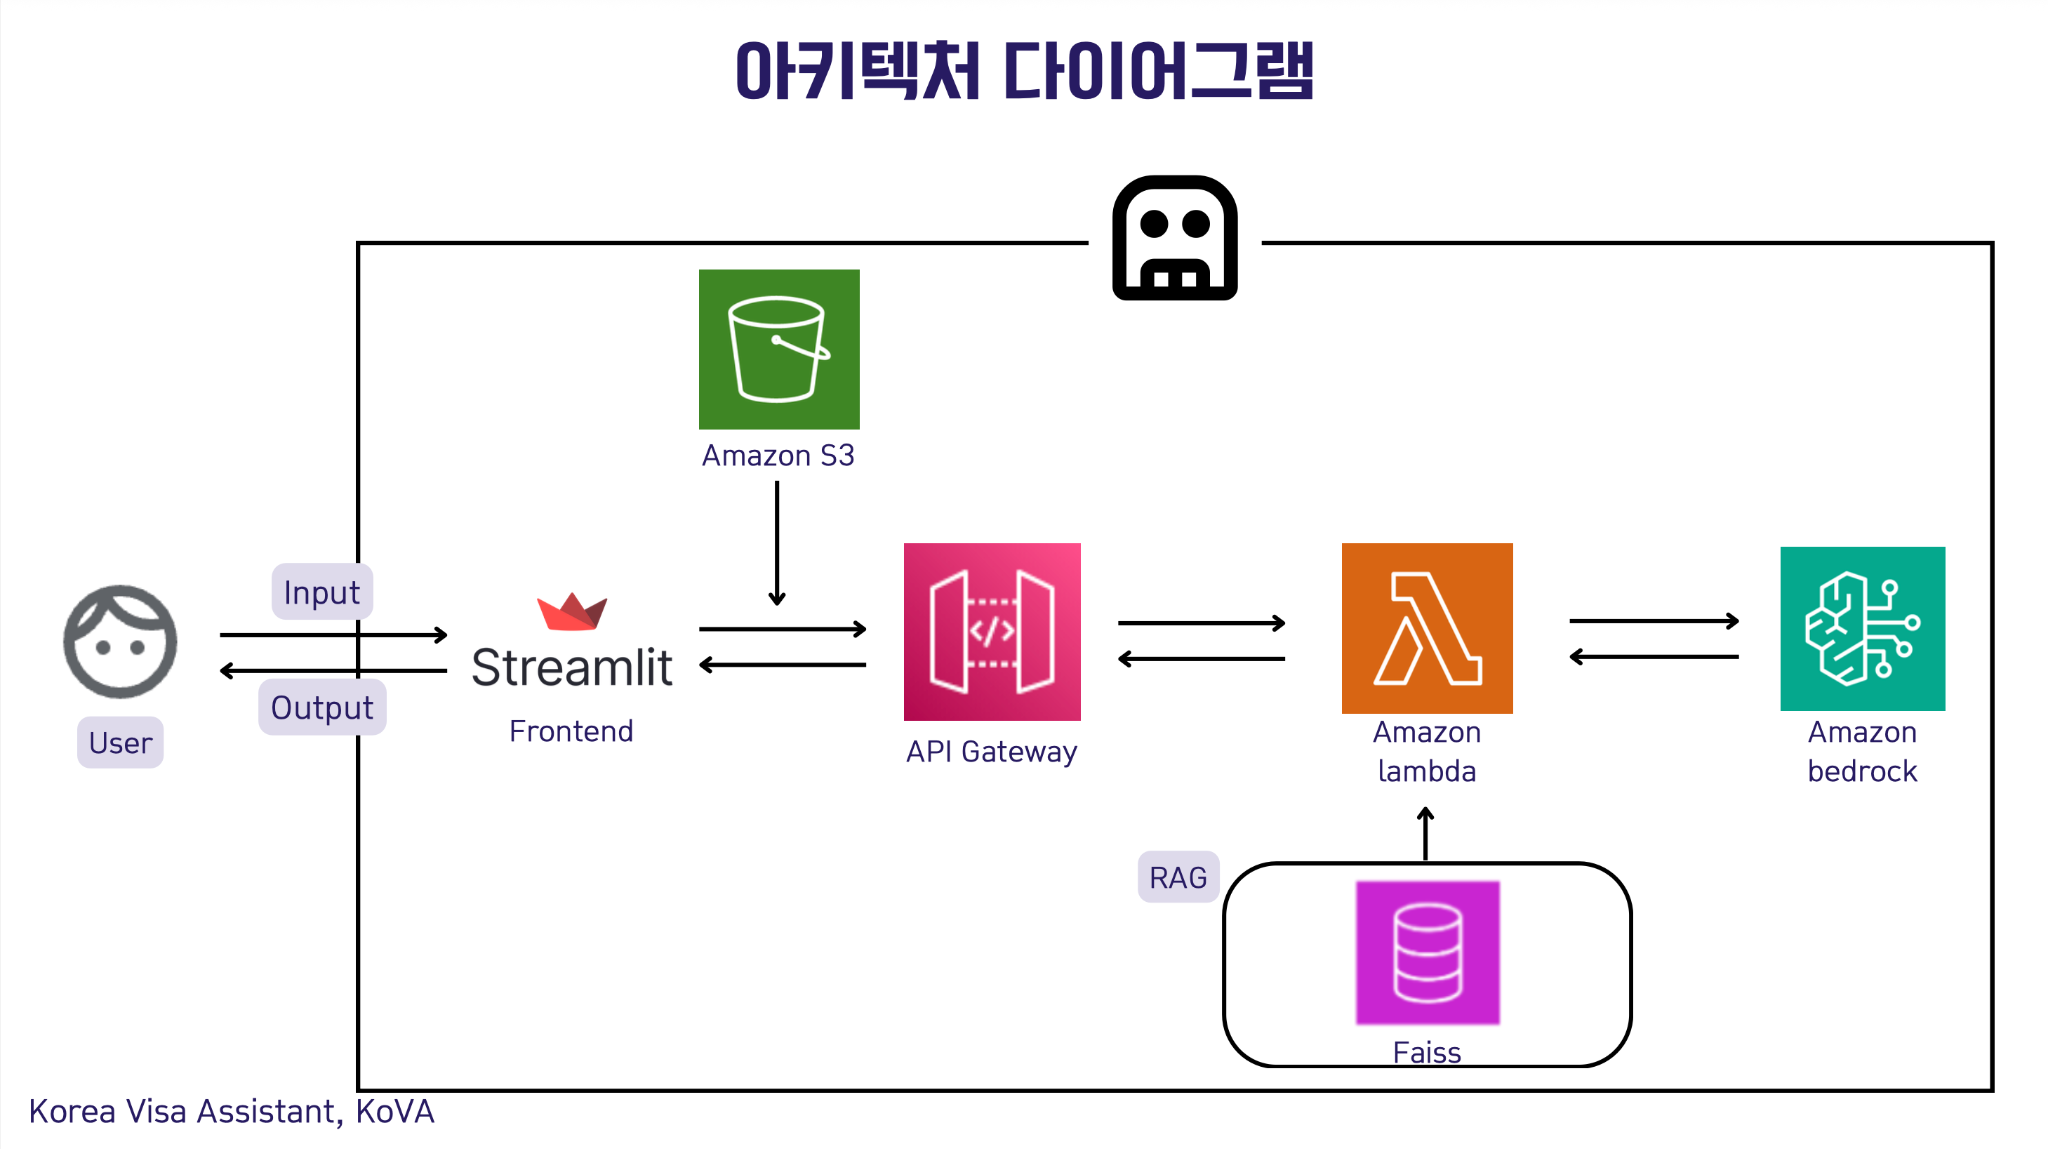 아키텍처 다이어그램
Amazon S3
Input
Output
User
Streamlit
Frontend
</>
API Gateway
Amazon
lambda
Amazon
bedrock
RAG
Faiss
Korea Visa Assistant, KoVA